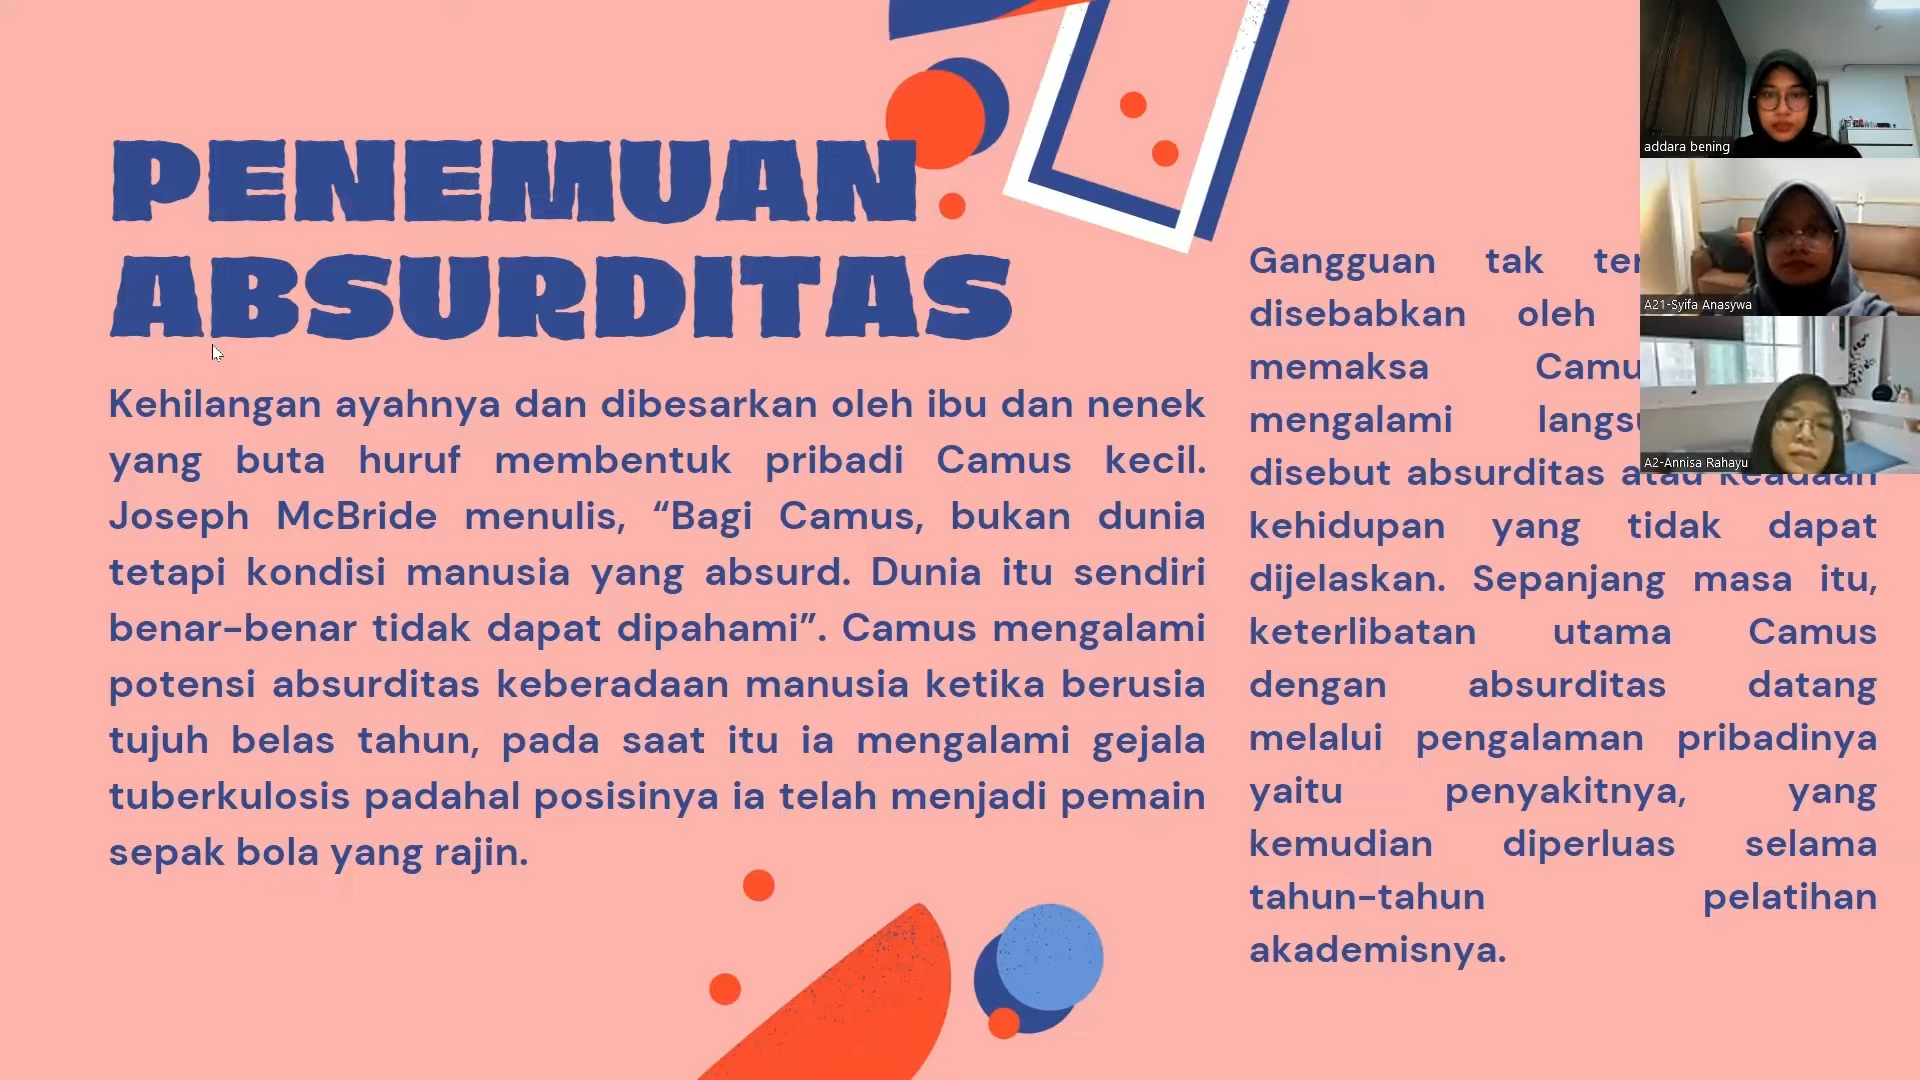 PENEMUAN
ABSURDITAS
Kehilangan ayahnya dan dibesarkan oleh ibu dan nenek
yang buta huruf membentuk pribadi Camus kecil.
Joseph McBride menulis, “Bagi Camus, bukan dunia
tetapi kondisi manusia yang absurd. Dunia itu sendiri
benar-benar tidak dapat dipahami”. Camus mengalami
potensi absurditas keberadaan manusia ketika berusia
tujuh belas tahun, pada saat itu ia mengalami gejala
tuberkulosis padahal posisinya ia telah menjadi pemain
sepak bola yang rajin.
Gangguan tak
disebabkan oleh
memaksa
mengalami
disebut absurditas atau keadaan
kehidupan yang tidak dapat
dijelaskan. Sepanjang masa itu,
keterlibatan utama Camus
dengan absurditas datang
melalui pengalaman pribadinya
yaitu penyakitnya, yang
kemudian diperluas selama
tahun-tahun pelatihan
akademisnya.
addara bening
A21-Syifa Anasywa
A2-Annisa Rahayu